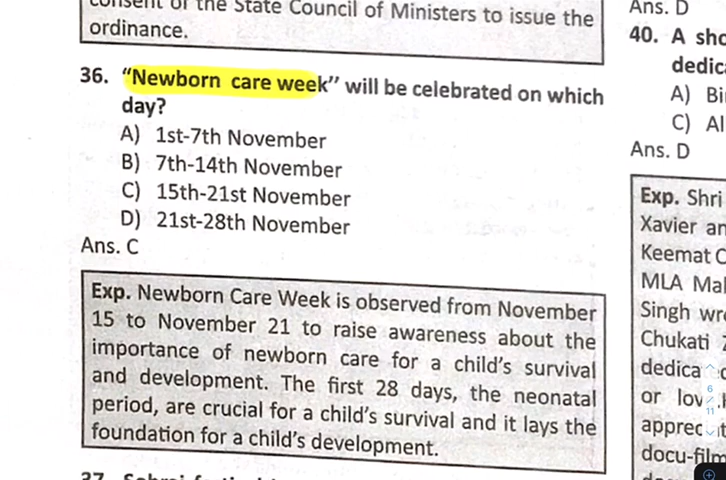 consent of the State Council of Ministers to issue the
ordinance.
36. “Newborn care week” will be celebrated on which
day?
A) 1st-7th November
B) 7th-14th November
C) 15th-21st November
D) 21st-28th November
Ans. C
Exp. Newborn Care Week is observed from November
15 to November 21 to raise awareness about the
importance of newborn care for a child’s survival
and development. The first 28 days, the neonatal
period, are crucial for a child’s survival and it lays the
foundation for a child’s development.
37.
Ans. D
40. A sho
dedic
A) Bi
C) Al
Ans. D
Exp. Shri
Xavier an
Keemat C
MLA Mal
Singh wr
Chukati
dedica
or lov
apprec
docu-film
6
11